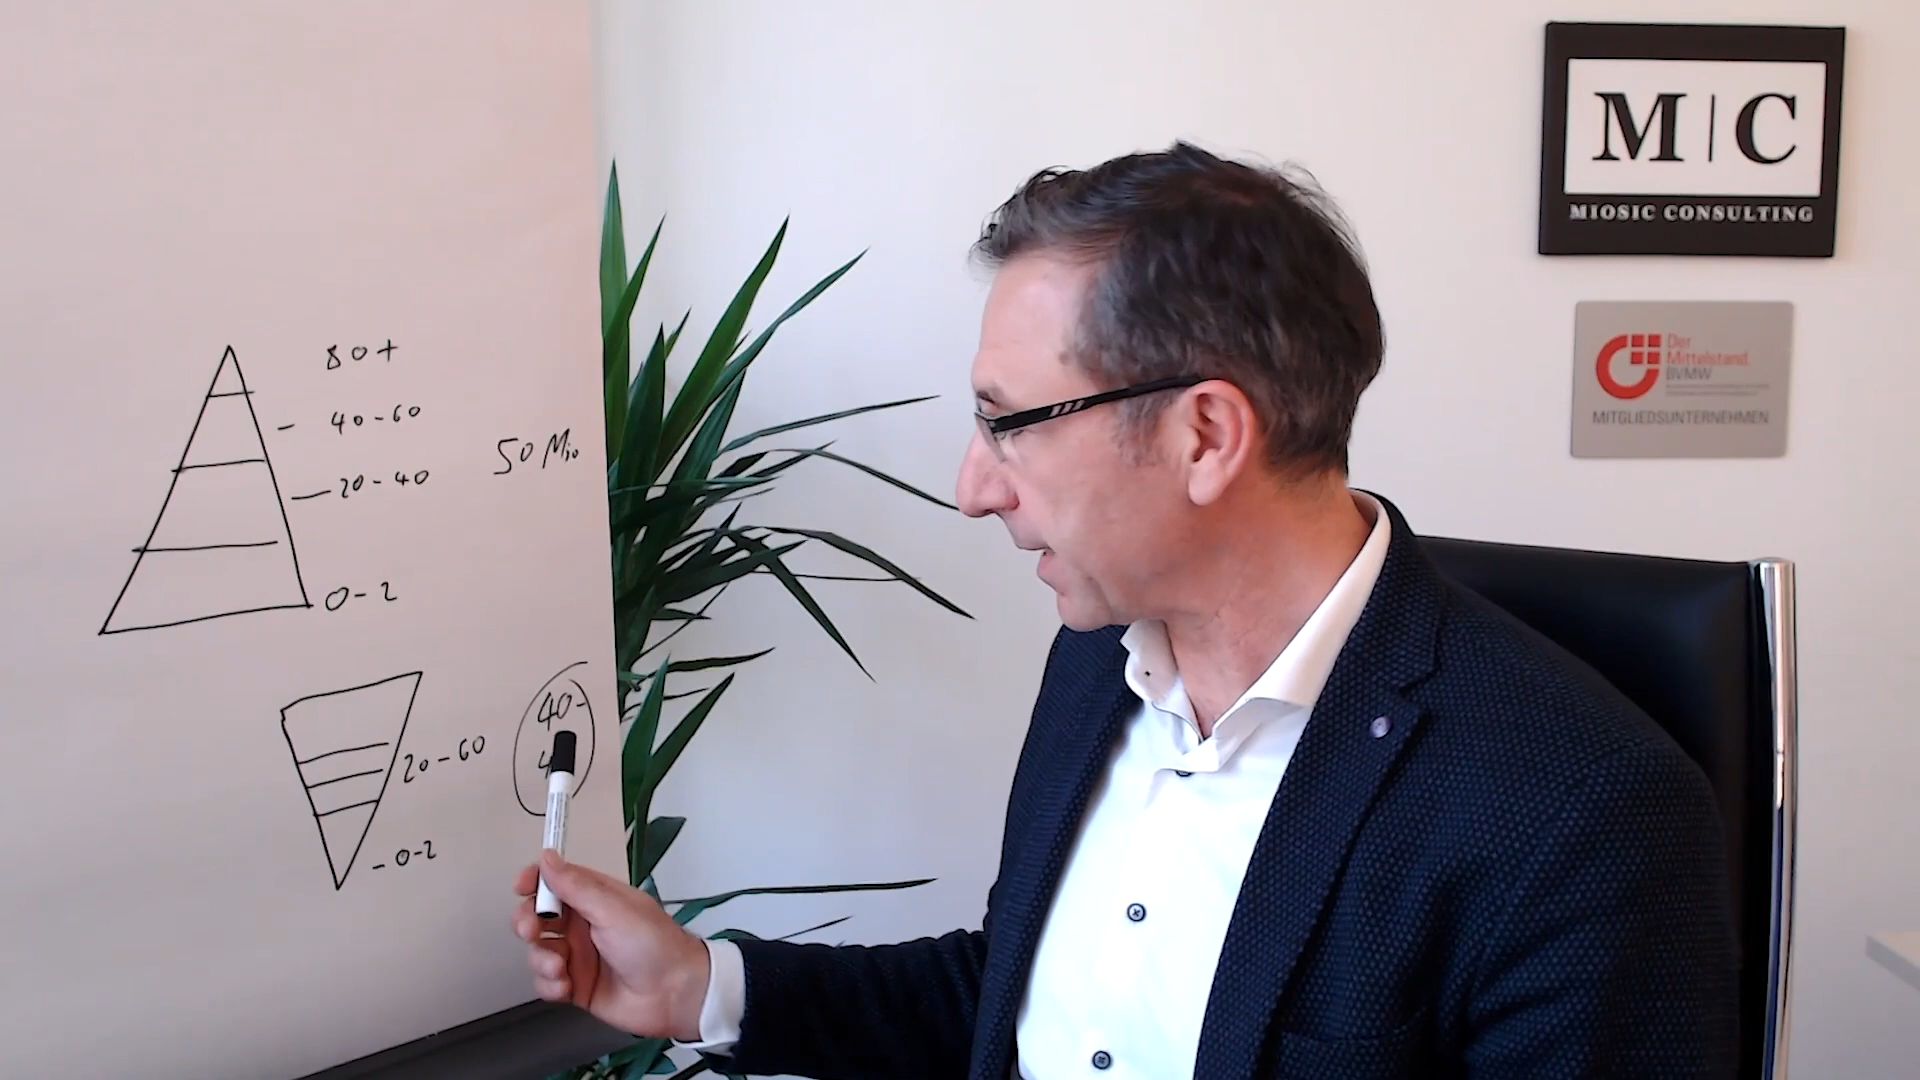 80+
- 40-60
50 Mio
- 20-40
0-2
40-
20-60
- 0-2
M|C
MIOSIC CONSULTING
Der
Mittelstand.
BVMW
MITGLIEDSUNTERNEHMEN